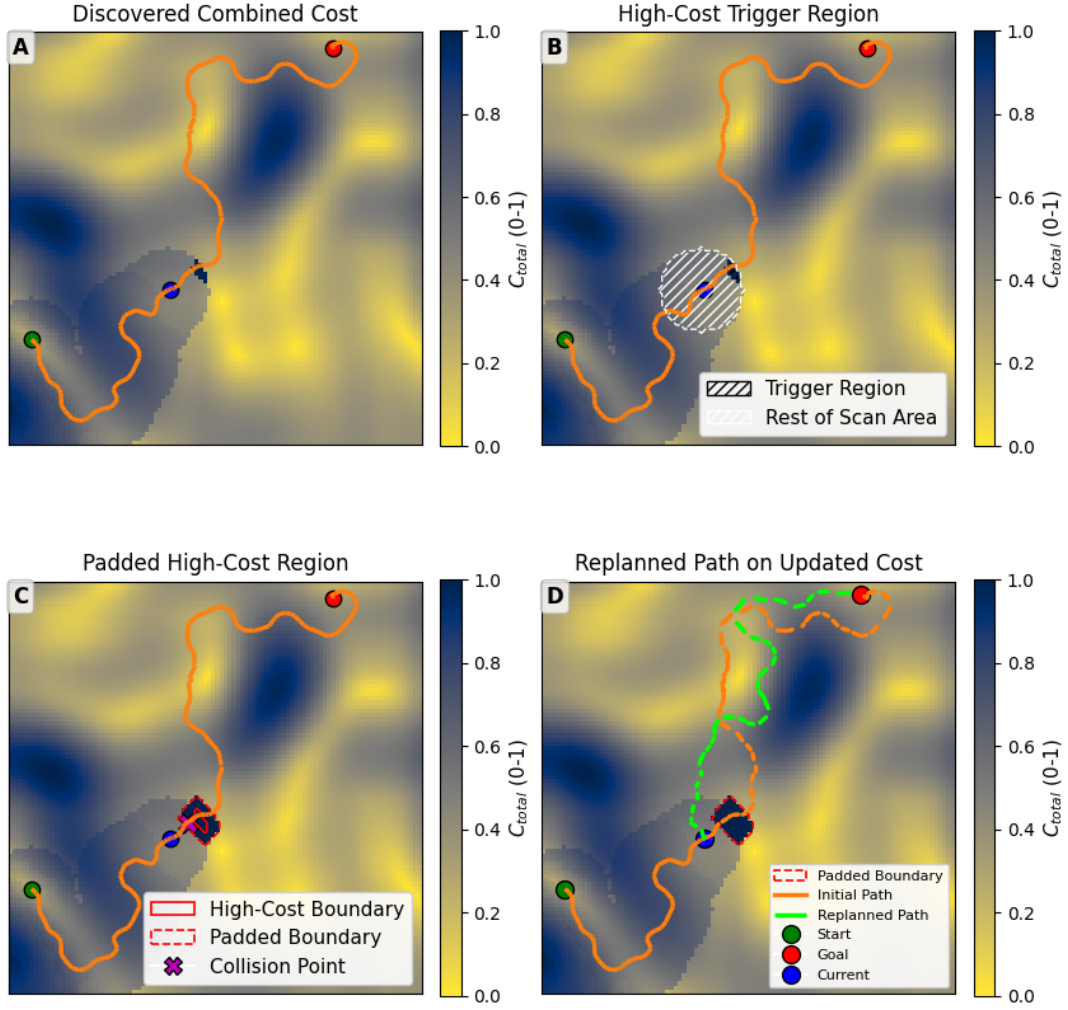 Discovered Combined Cost
A
1.0
0.8
0.6
0.4
0.2
0.0
C_total (0-1)
High-Cost Trigger Region
B
Trigger Region
Rest of Scan Area
1.0
0.8
0.6
0.4
0.2
0.0
C_total (0-1)
Padded High-Cost Region
C
High-Cost Boundary
Padded Boundary
Collision Point
1.0
0.8
0.6
0.4
0.2
0.0
C_total (0-1)
Replanned Path on Updated Cost
D
Padded Boundary
Initial Path
Replanned Path
Start
Goal
Current
1.0
0.8
0.6
0.4
0.2
0.0
C_total (0-1)